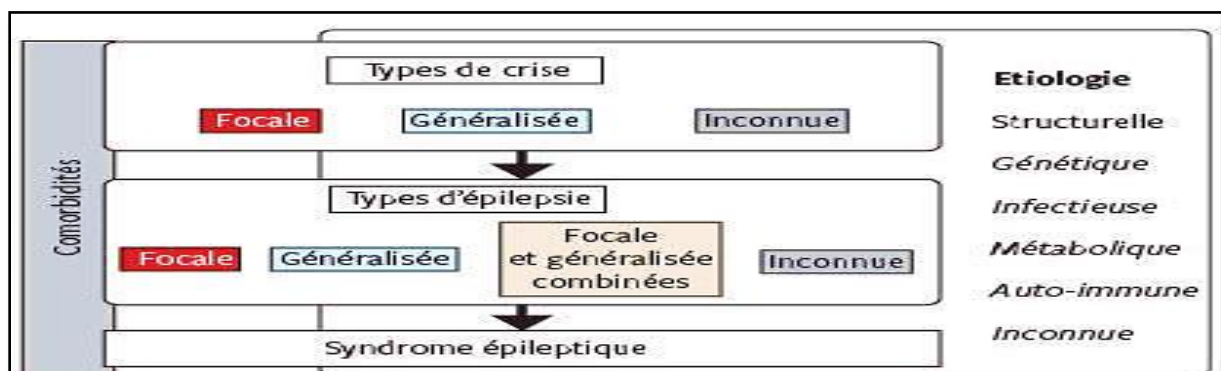 Comorbidités
Types de crise
Focale Généralisée Inconnue
Types d'épilepsie
Focale Généralisée Focale
et généralisée
combinées Inconnue
Syndrome épileptique
Etiologie
Structurelle
Génétique
Infectieuse
Métabolique
Auto-immune
Inconnue